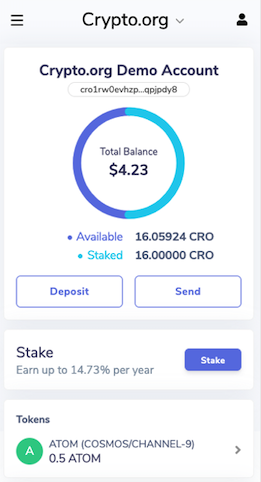 Crypto.org
Crypto.org Demo Account
cro1rw0evhzp...qpjpdy8
Total Balance
$4.23
Available 16.05924 CRO
Staked 16.00000 CRO
Deposit Send
Stake
Earn up to 14.73% per year
Stake
Tokens
A
ATOM (COSMOS/CHANNEL-9)
0.5 ATOM